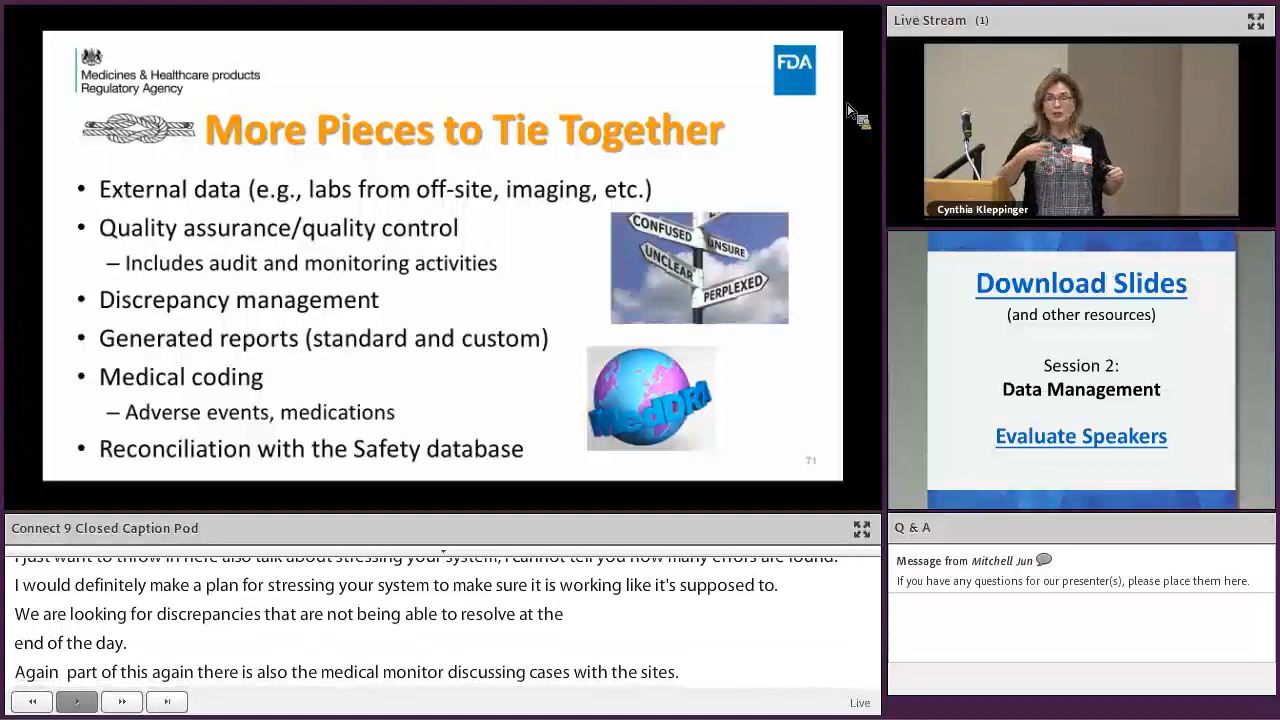 Medicines & Healthcare products
Regulatory Agency
FDA
More Pieces to Tie Together
• External data (e.g., labs from off-site, imaging, etc.)
• Quality assurance/quality control
– Includes audit and monitoring activities
• Discrepancy management
• Generated reports (standard and custom)
• Medical coding
– Adverse events, medications
• Reconciliation with the Safety database
CONFUSED
UNSURE
UNCLEAR
PERPLEXED
MedDRA
71
Live Stream (1)
Cynthia Kleppinger
Download Slides
(and other resources)
Session 2:
Data Management
Evaluate Speakers
Connect 9 Closed Caption Pod
I just want to throw in here also talk about stressing your system, I cannot tell you how many errors are found.
I would definitely make a plan for stressing your system to make sure it is working like it's supposed to.
We are looking for discrepancies that are not being able to resolve at the
end of the day.
Again part of this again there is also the medical monitor discussing cases with the sites.
Live
Q & A
Message from Mitchell Jun
If you have any questions for our presenter(s), please place them here.